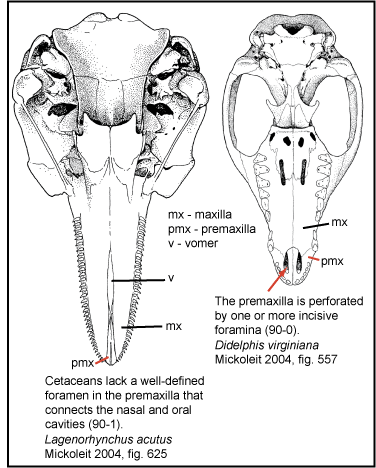 mx - maxilla
pmx - premaxilla
v - vomer
mx
pmx
v
mx
pmx
The premaxilla is perforated
by one or more incisive
foramina (90-0).
Didelphis virginiana
Mickoleit 2004, fig. 557
Cetaceans lack a well-defined
foramen in the premaxilla that
connects the nasal and oral
cavities (90-1).
Lagenorhynchus acutus
Mickoleit 2004, fig. 625